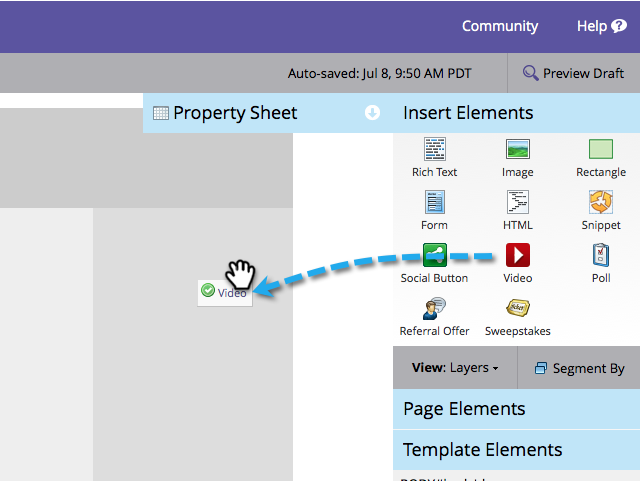 Community Help
Auto-saved: Jul 8, 9:50 AM PDT Preview Draft
Property Sheet Insert Elements
Rich Text Image Rectangle
Form HTML Snippet
Social Button Video Poll
Video
Referral Offer Sweepstakes
View: Layers Segment By
Page Elements
Template Elements